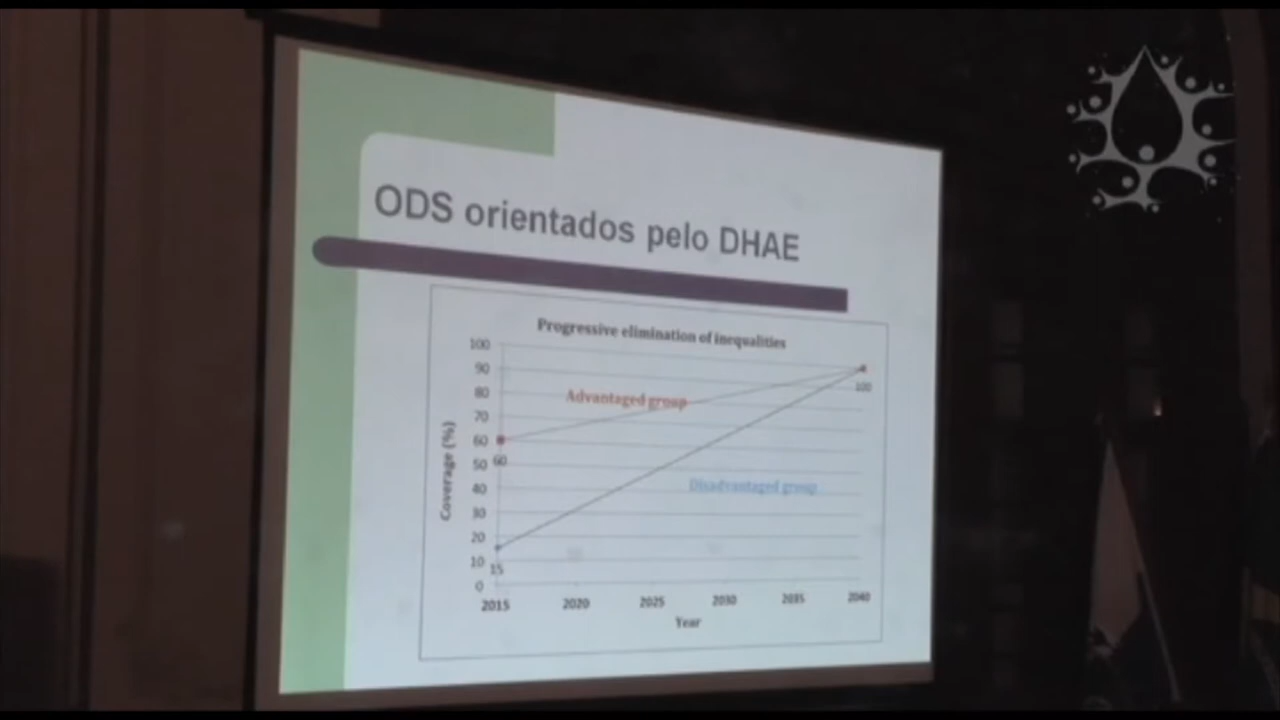 ODS orientados pelo DHAE
Progressive elimination of inequalities
100
90
80
70
60
50
40
30
20
10
0
Coverage (%)
Advantaged group
Disadvantaged group
60
15
100
2015 2020 2025 2030 2035 2040
Year